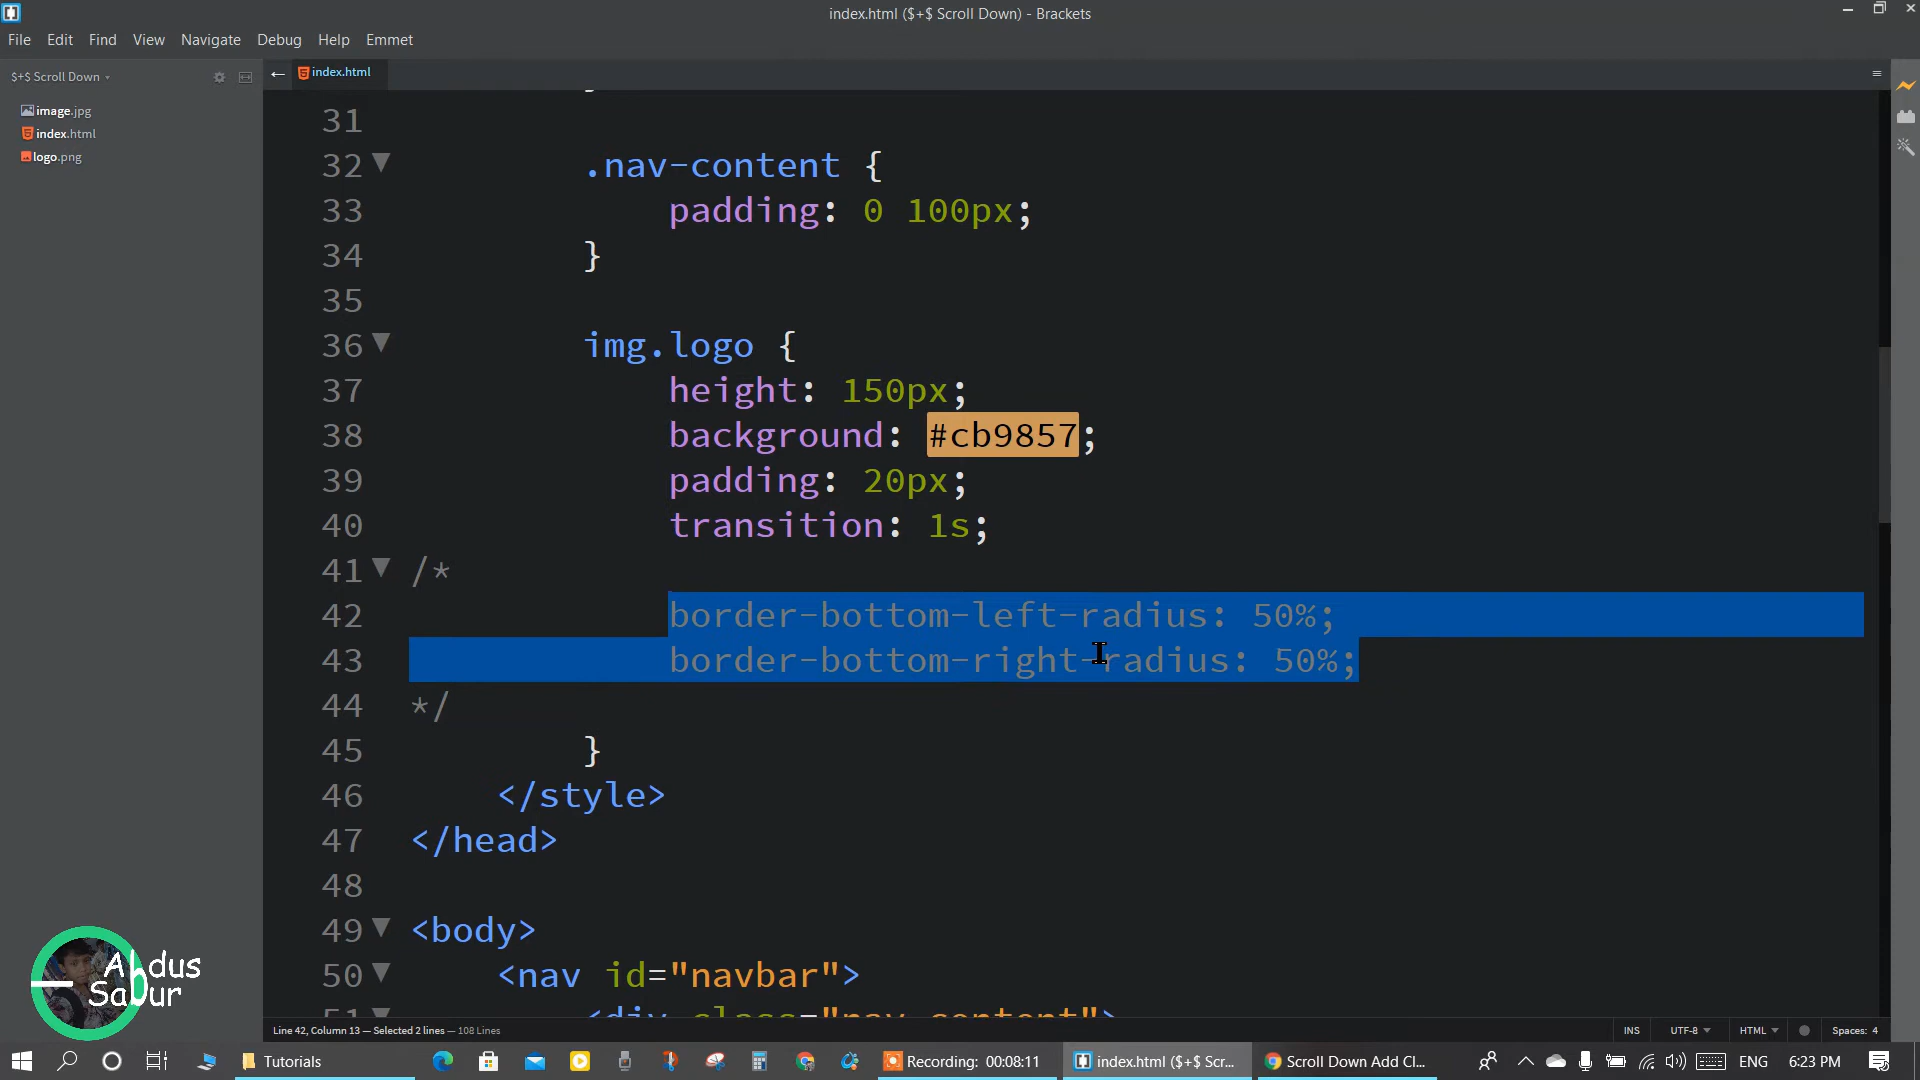 index.html ($+$ Scroll Down) - Brackets
File Edit Find View Navigate Debug Help Emmet
$+$ Scroll Down
index.html
image.jpg
index.html
logo.png
31
32 .nav-content {
33 padding: 0 100px;
34 }
35
36 img.logo {
37 height: 150px;
38 background: #cb9857;
39 padding: 20px;
40 transition: 1s;
41 /*
42 border-bottom-left-radius: 50%;
43 border-bottom-right-radius: 50%;
44 */
45 }
46 </style>
47 </head>
48
49 <body>
50 <nav id="navbar">
51 <div class="nav-content">
Abdus
Sabur
Line 42, Column 13 — Selected 2 lines — 108 Lines
INS UTF-8 HTML Spaces: 4
Tutorials
Recording: 00:08:11
index.html ($+$ Scr...
Scroll Down Add Cl...
ENG 6:23 PM